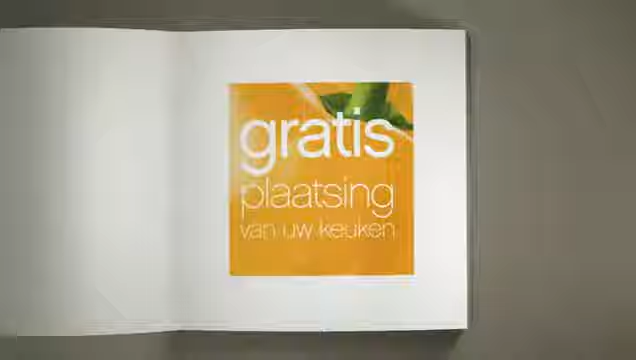 gratis
plaatsing
van uw keuken